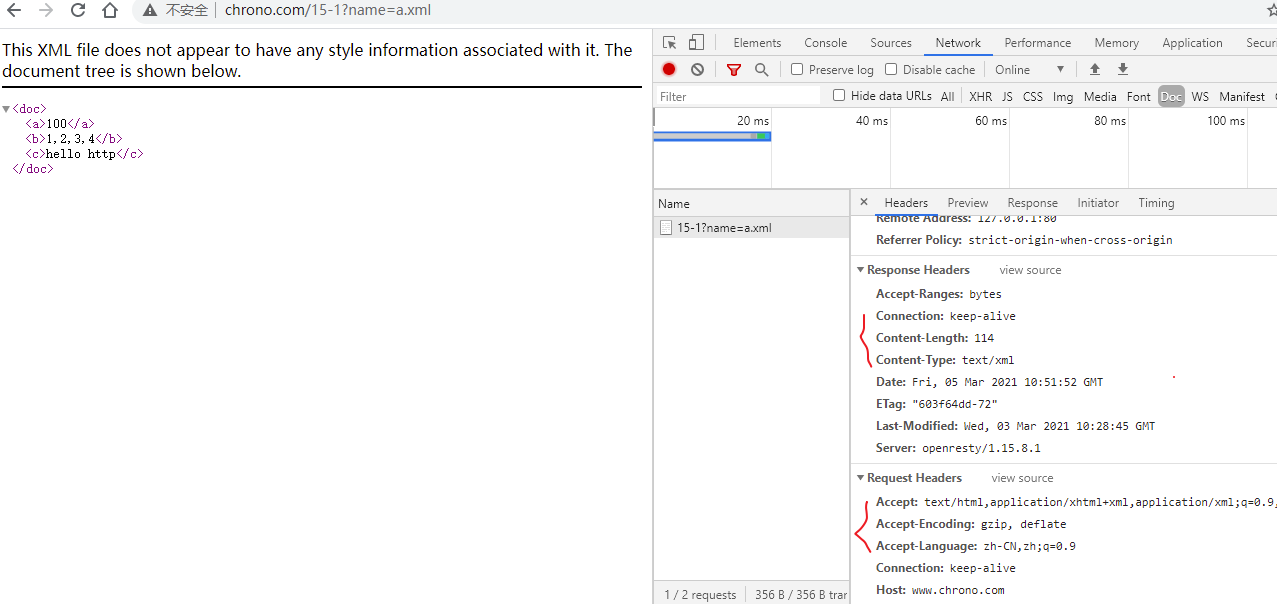 不安全 chrono.com/15-1?name=a.xml
This XML file does not appear to have any style information associated with it. The
document tree is shown below.
<doc>
<a>100</a>
<b>1,2,3,4</b>
<c>hello http</c>
</doc>
Elements Console Sources Network Performance Memory Application Securi
Preserve log Disable cache Online
Filter Hide data URLs All XHR JS CSS Img Media Font Doc WS Manifest
20 ms 40 ms 60 ms 80 ms 100 ms
Name
15-1?name=a.xml
1 / 2 requests 356 B / 356 B tran
Headers Preview Response Initiator Timing
Remote Address: 127.0.0.1:80
Referrer Policy: strict-origin-when-cross-origin
Response Headers view source
Accept-Ranges: bytes
Connection: keep-alive
Content-Length: 114
Content-Type: text/xml
Date: Fri, 05 Mar 2021 10:51:52 GMT
ETag: "603f64dd-72"
Last-Modified: Wed, 03 Mar 2021 10:28:45 GMT
Server: openresty/1.15.8.1
Request Headers view source
Accept: text/html,application/xhtml+xml,application/xml;q=0.9,
Accept-Encoding: gzip, deflate
Accept-Language: zh-CN,zh;q=0.9
Connection: keep-alive
Host: www.chrono.com